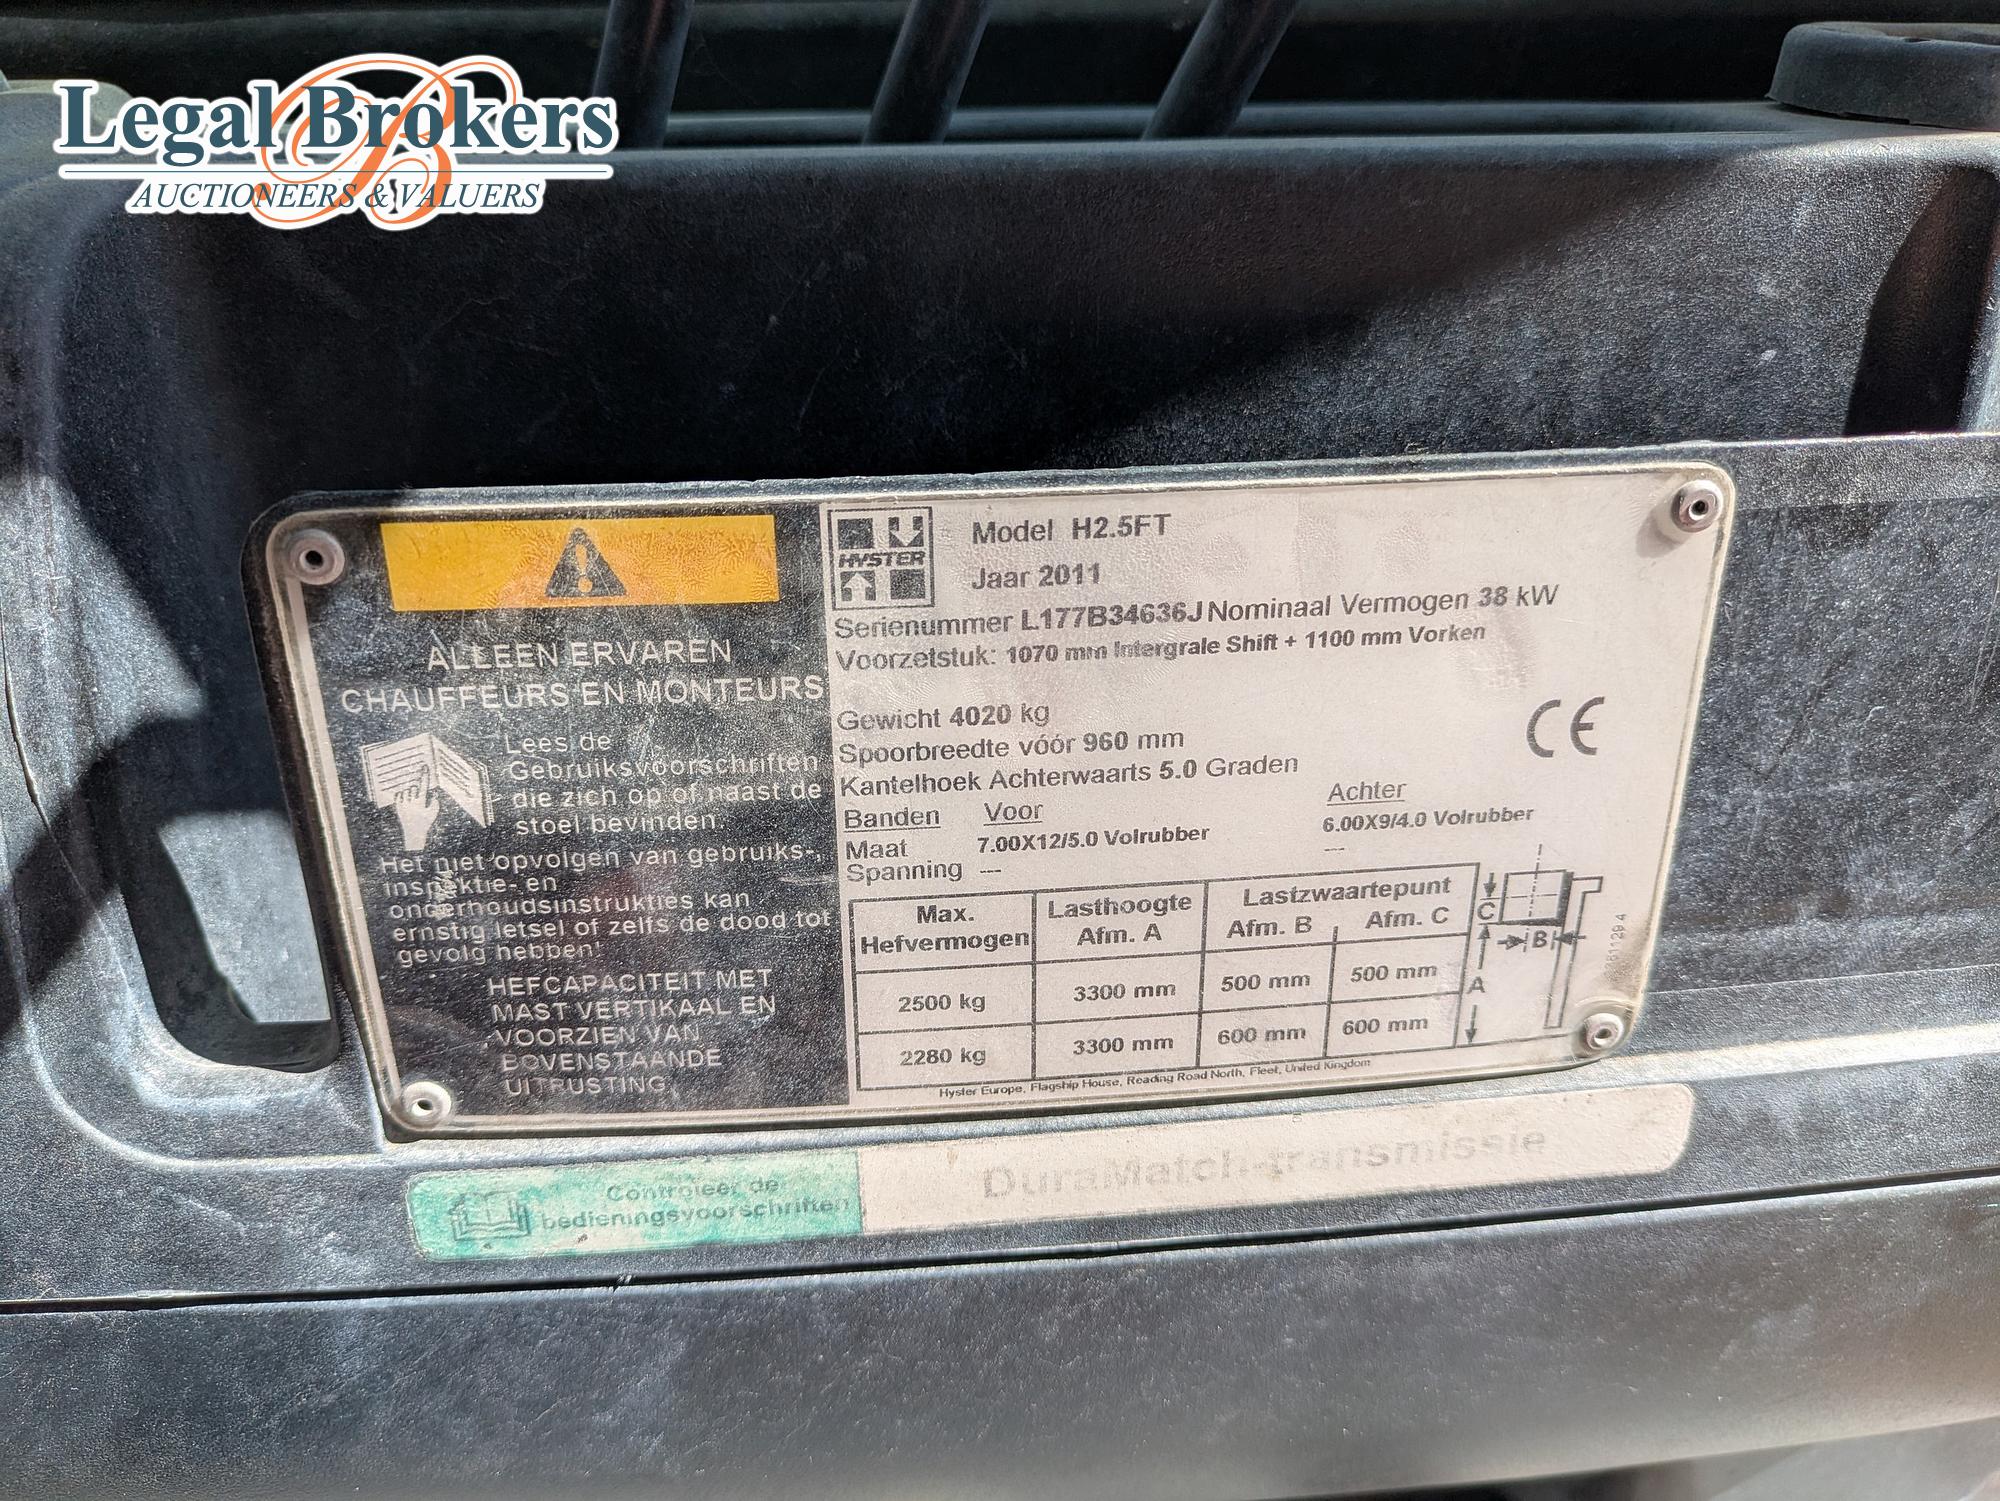 Legal Brokers
AUCTIONEERS & VALUERS
ALLEEN ERVAREN
CHAUFFEURS EN MONTEURS
Lees de
Gebruiksvoorschriften
die zich op of naast de
stoel bevinden.
Het niet opvolgen van gebruiks-,
inspektie- en
onderhoudsinstrukties kan
ernstig letsel of zelfs de dood tot
gevolg hebben!
HEFCAPACITEIT MET
MAST VERTIKAAL EN
VOORZIEN VAN
BOVENSTAANDE
UITRUSTING
HYSTER
Model H2.5FT
Jaar 2011
Serienummer L177B34636J Nominaal Vermogen 38 kW
Voorzetstuk: 1070 mm Intergrale Shift + 1100 mm Vorken
Gewicht 4020 kg
Spoorbreedte vóór 960 mm
Kantelhoek Achterwaarts 5.0 Graden
CE
Banden Voor Achter
Maat 7.00X12/5.0 Volrubber 6.00X9/4.0 Volrubber
Spanning --- ---
Max. Hefvermogen Lasthoogte Afm. A Lastzwaartepunt Afm. B Afm. C
2500 kg 3300 mm 500 mm 500 mm
2280 kg 3300 mm 600 mm 600 mm
C
B
A
Hyster Europe, Flagship House, Reading Road North, Fleet, United Kingdom
Controleer de
bedieningsvoorschriften
DuraMatch-transmissie